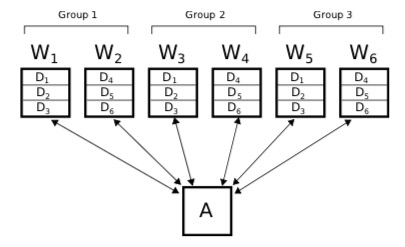 Group 1 Group 2 Group 3
W1 W2 W3 W4 W5 W6
D1 D4 D1 D4 D1 D4
D2 D5 D2 D5 D2 D5
D3 D6 D3 D6 D3 D6
A